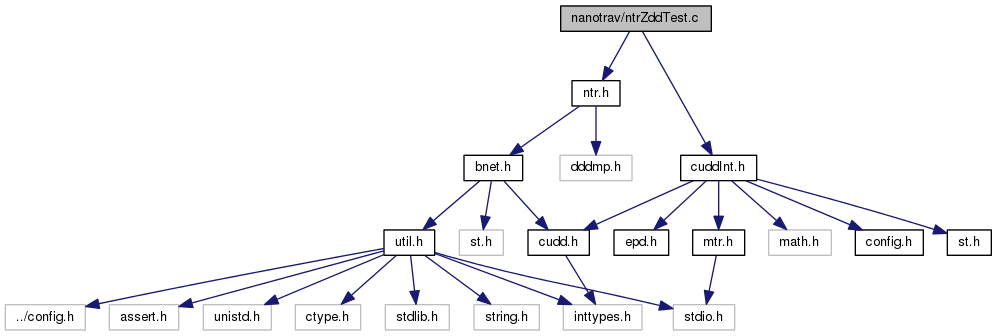 nanotrav/ntrZddTest.c
ntr.h
bnet.h
dddmp.h
cuddInt.h
util.h
st.h
cudd.h
epd.h
mtr.h
math.h
config.h
st.h
../config.h
assert.h
unistd.h
ctype.h
stdlib.h
string.h
inttypes.h
stdio.h